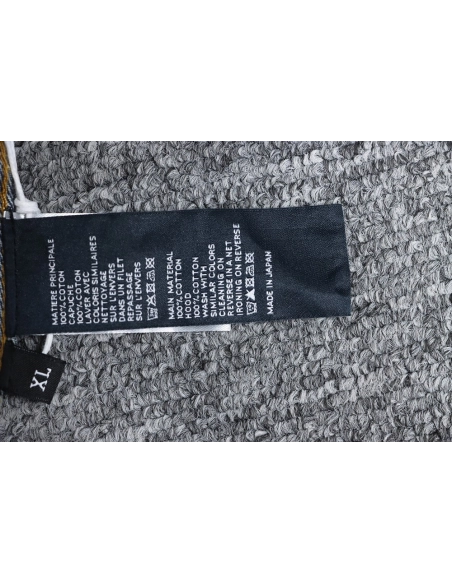 MATIERE PRINCIPALE
100% COTON
CAPUCHON
100% COTON
LAVER AVEC
COLORIS SIMILAIRES
SUR L'ENVERS
DANS UN FILET
REPASSAGE
SUR L'ENVERS
MAIN MATERIAL
100% COTTON
HOOD
100% COTTON
WASH WITH
SIMILAR COLORS
CLEANING ON
REVERSE IN A NET
IRONING ON REVERSE
MADE IN JAPAN
XL